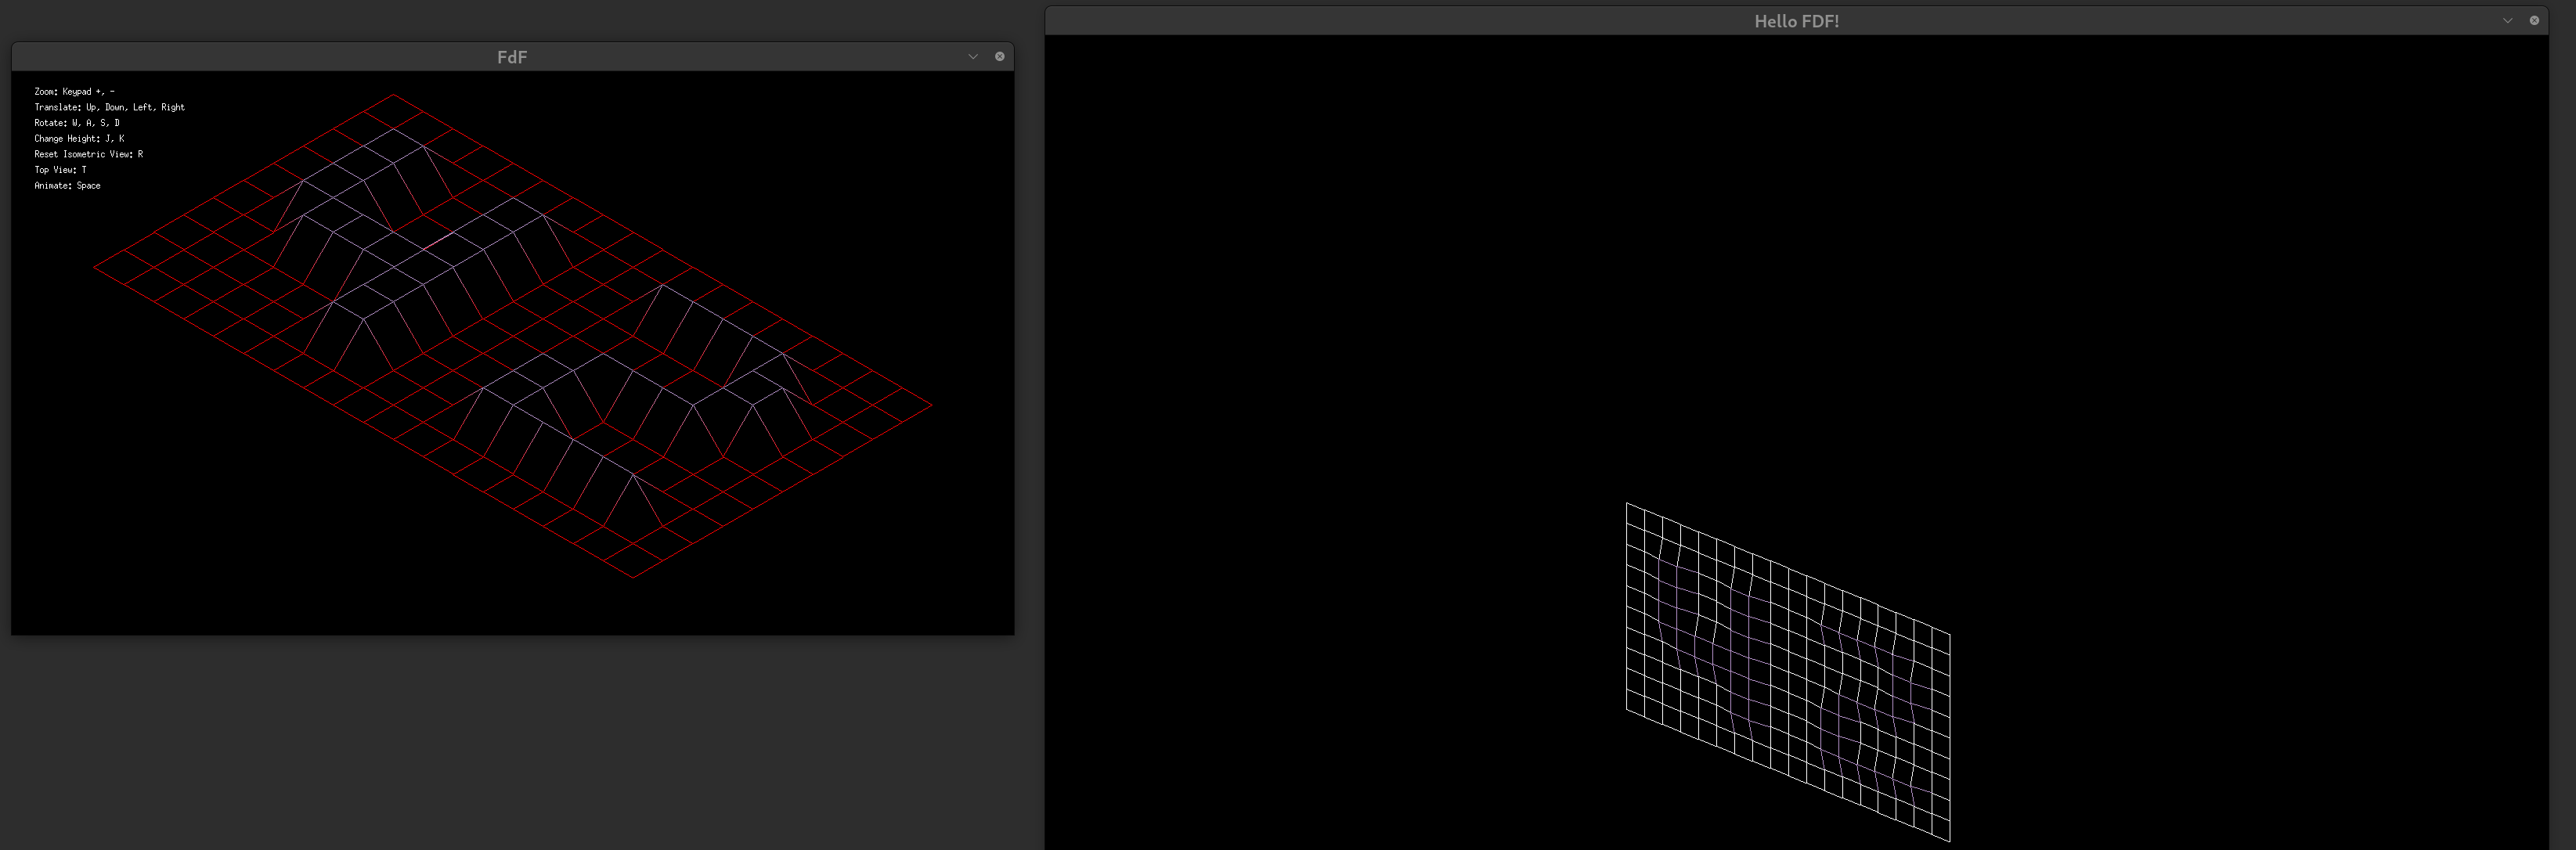 FdF
Zoom: Keypad +, -
Translate: Up, Down, Left, Right
Rotate: W, A, S, D
Change Height: J, K
Reset Isometric View: R
Top View: T
Animate: Space
Hello FDF!